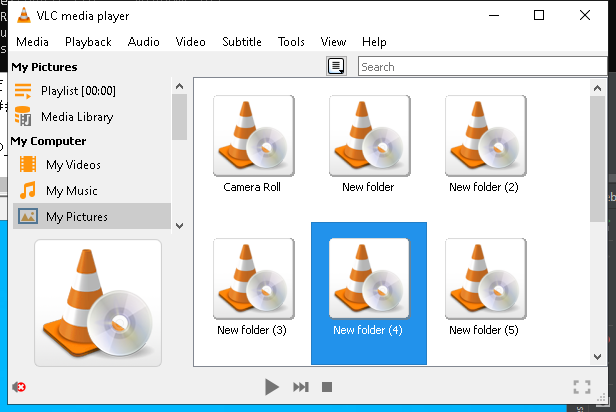 VLC media player
Media Playback Audio Video Subtitle Tools View Help
My Pictures
Search
Playlist [00:00]
Media Library
My Computer
My Videos
My Music
My Pictures
Camera Roll New folder New folder (2)
New folder (3) New folder (4) New folder (5)